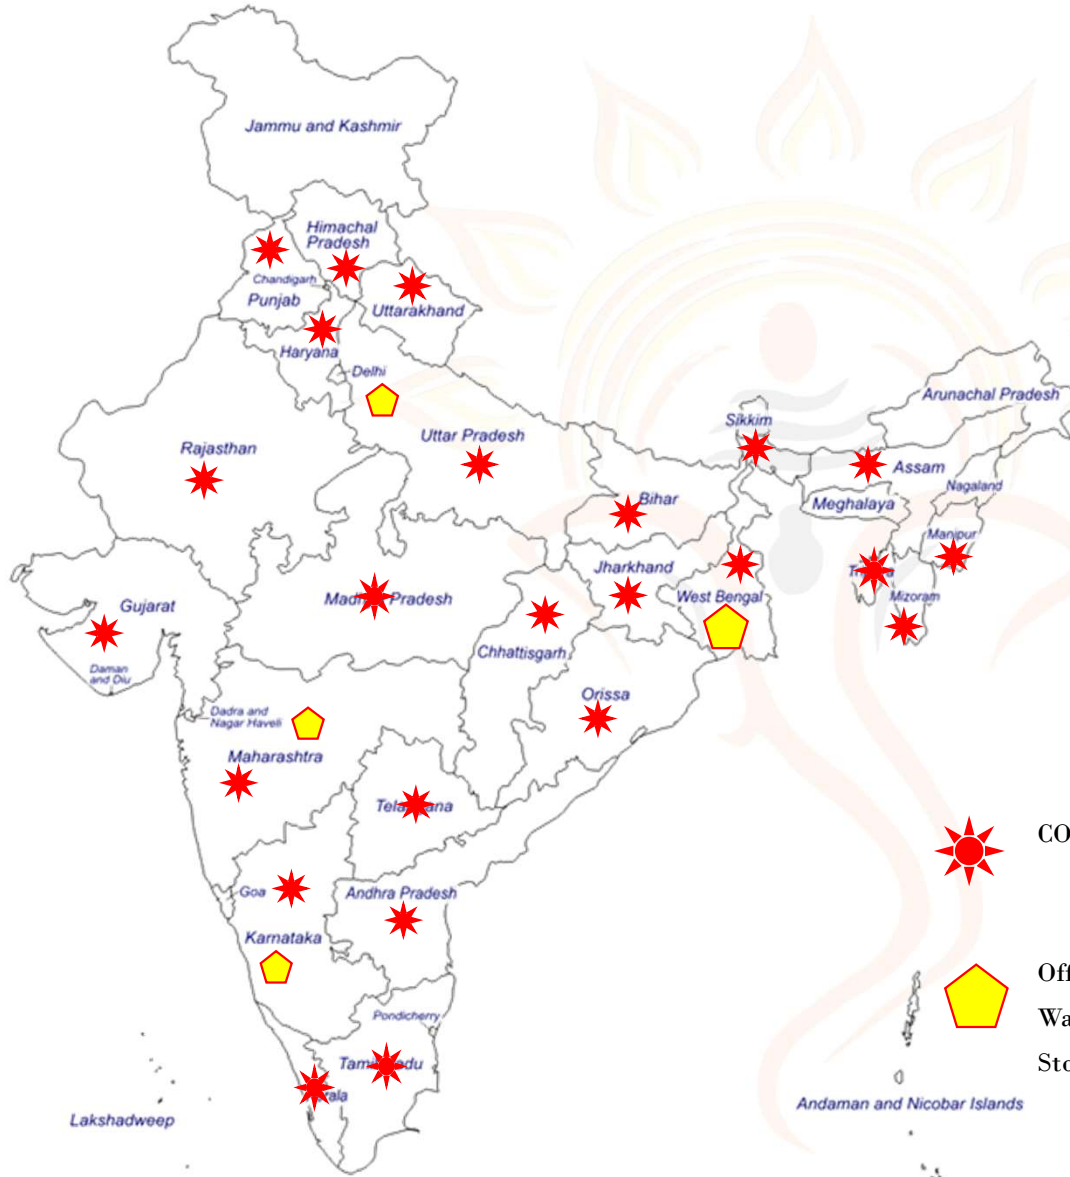 Jammu and Kashmir
Himachal
Pradesh
Chandigarh
Punjab
Uttarakhand
Haryana
Delhi
Arunachal Pradesh
Sikkim
Uttar Pradesh
Rajasthan
Assam
Nagaland
Bihar
Meghalaya
Manipur
Jharkhand
Mizoram
West Bengal
Pradesh
Gujarat
Chhattisgarh
Daman
and Diu
Orissa
Dadra and
Nagar Haveli
Maharashtra
CO
Goa
Andhra Pradesh
Karnataka
Off
Wa
Sto
Pondicherry
Andaman and Nicobar Islands
Lakshadweep